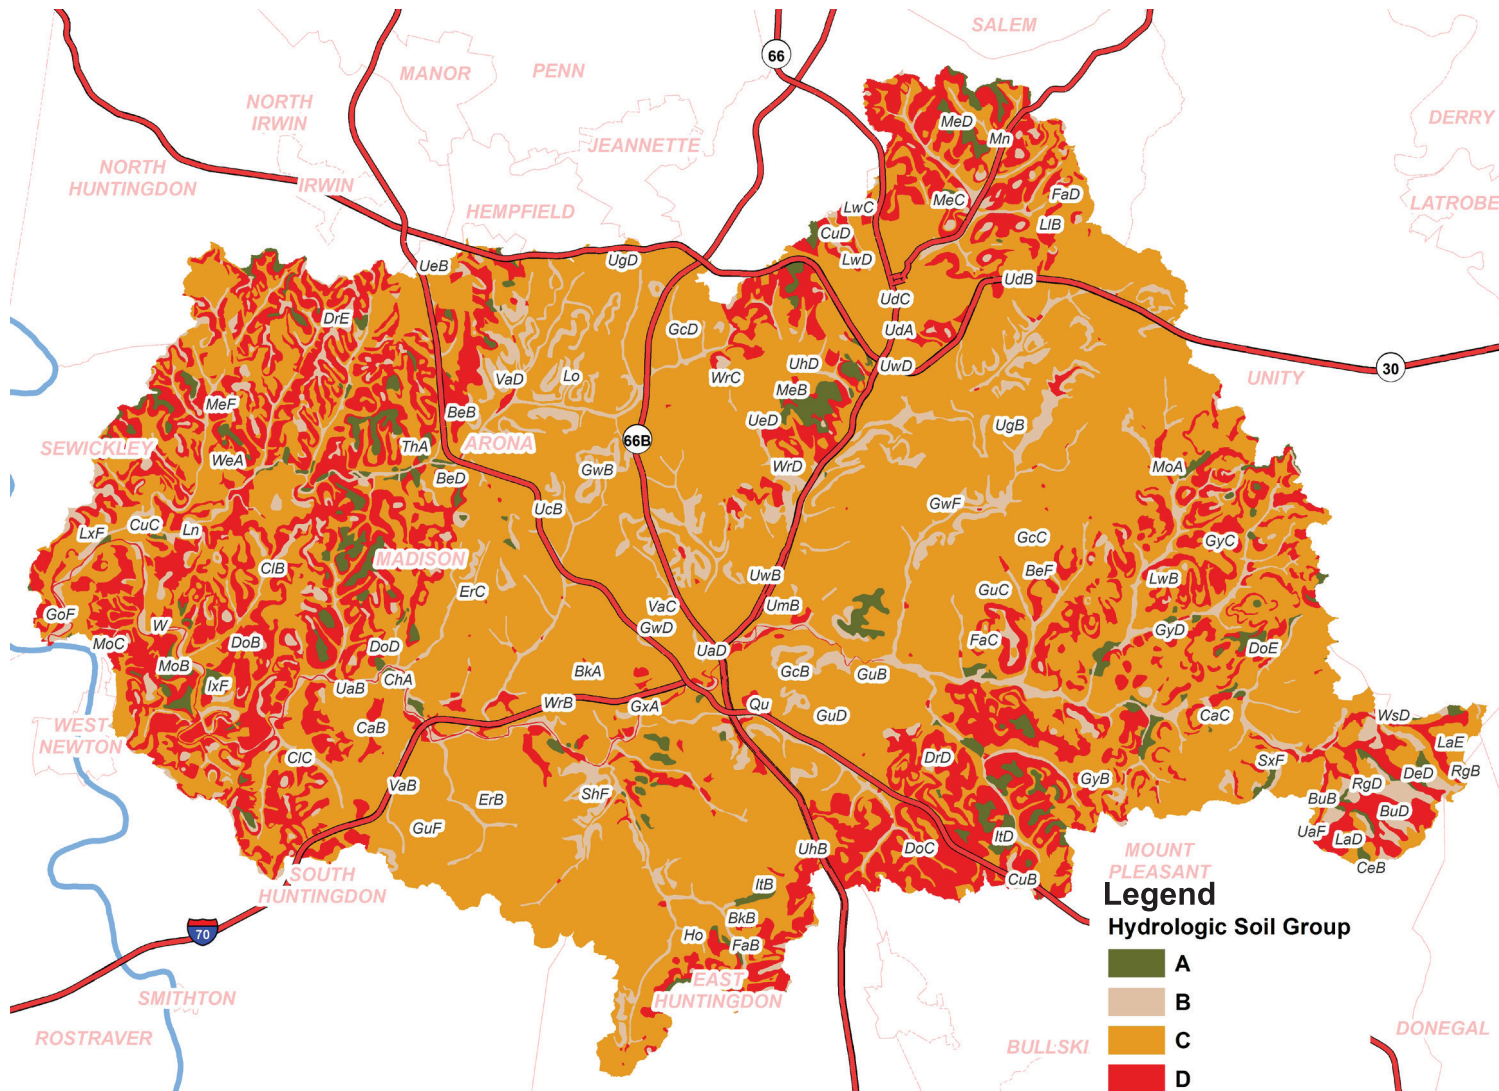 SALEM
66
MANOR
PENN
NORTH
IRWIN
JEANNETTE
DERRY
NORTH
HUNTINGDON
IRWIN
HEMPFIELD
LATROBE
MeD
Mn
MeC
FaD
LwC
LlB
CuD
LwD
UeB
UgD
UdB
UdC
UdA
DrE
GcD
UwD
UhD
WrC
MeB
VaD
Lo
UeD
30
UNITY
MeF
BeB
UgB
SEWICKLEY
ThA
ARONA
66B
WeA
BeD
GwB
WrD
MoA
UcB
GwF
LxF
CuC
Ln
GcC
GyC
MADISON
ClB
BeF
LwB
UwB
ErC
GuC
VaC
UmB
GoF
W
GwD
GyD
MoC
DoB
DoD
UaD
FaC
DoE
MoB
BkA
GcB
GuB
IxF
UaB
ChA
WrB
GxA
Qu
GuD
CaC
WsD
WEST
NEWTON
CaB
LaE
ClC
DrD
SxF
DeD
RgB
VaB
GyB
RgD
ErB
ShF
BuB
BuD
GuF
UaF
LaD
ItD
UhB
DoC
CeB
MOUNT
PLEASANT
SOUTH
HUNTINGDON
CuB
ItB
BkB
Ho
FaB
70
EAST
HUNTINGDON
SMITHTON
ROSTRAVER
BULLSKI
DONEGAL
Legend
Hydrologic Soil Group
A
B
C
D